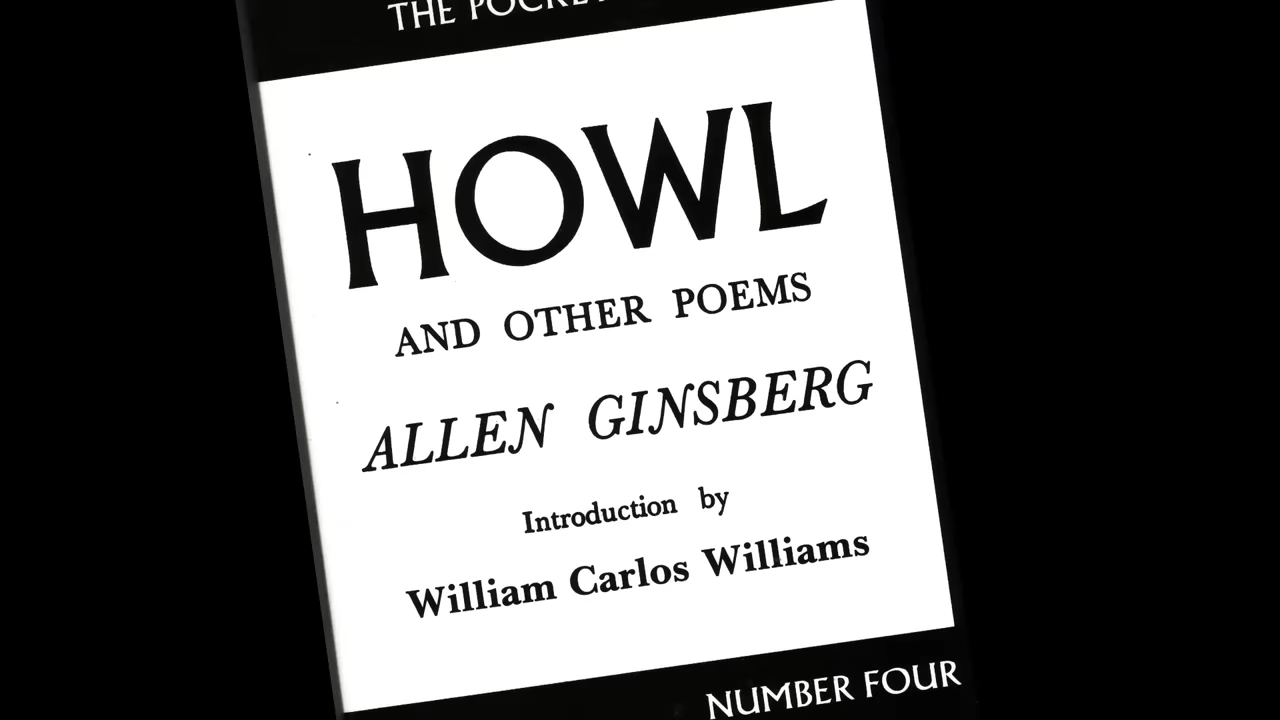 THE
HOWL
AND OTHER POEMS
ALLEN GINSBERG
Introduction by
William Carlos Williams
NUMBER FOUR